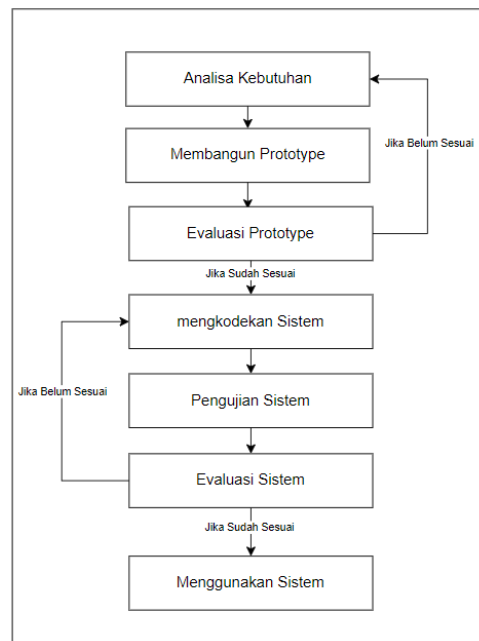 Analisa Kebutuhan
Jika Belum Sesuai
Membangun Prototype
Evaluasi Prototype
Jika Sudah Sesuai
mengkodekan Sistem
Jika Belum Sesuai
Pengujian Sistem
Evaluasi Sistem
Jika Sudah Sesuai
Menggunakan Sistem